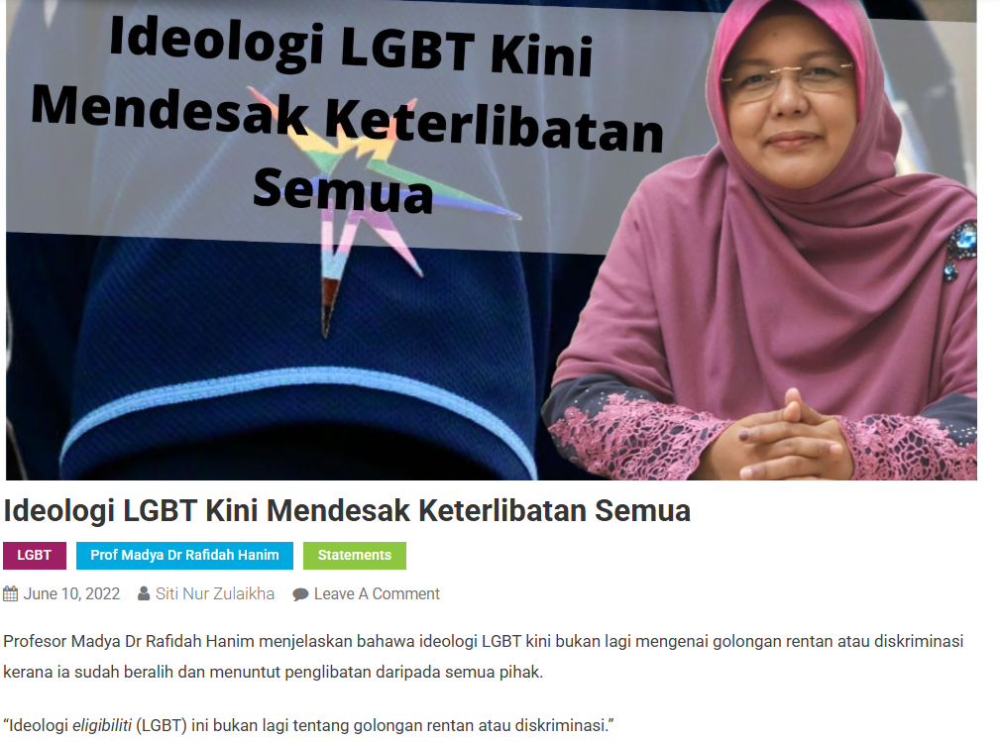 Ideologi LGBT Kini
Mendesak Keterlibatan
Semua
Ideologi LGBT Kini Mendesak Keterlibatan Semua
LGBT Prof Madya Dr Rafidah Hanim Statements
June 10, 2022 Siti Nur Zulaikha Leave A Comment
Profesor Madya Dr Rafidah Hanim menjelaskan bahawa ideologi LGBT kini bukan lagi mengenai golongan rentan atau diskriminasi
kerana ia sudah beralih dan menuntut penglibatan daripada semua pihak.
“Ideologi eligibiliti (LGBT) ini bukan lagi tentang golongan rentan atau diskriminasi.”